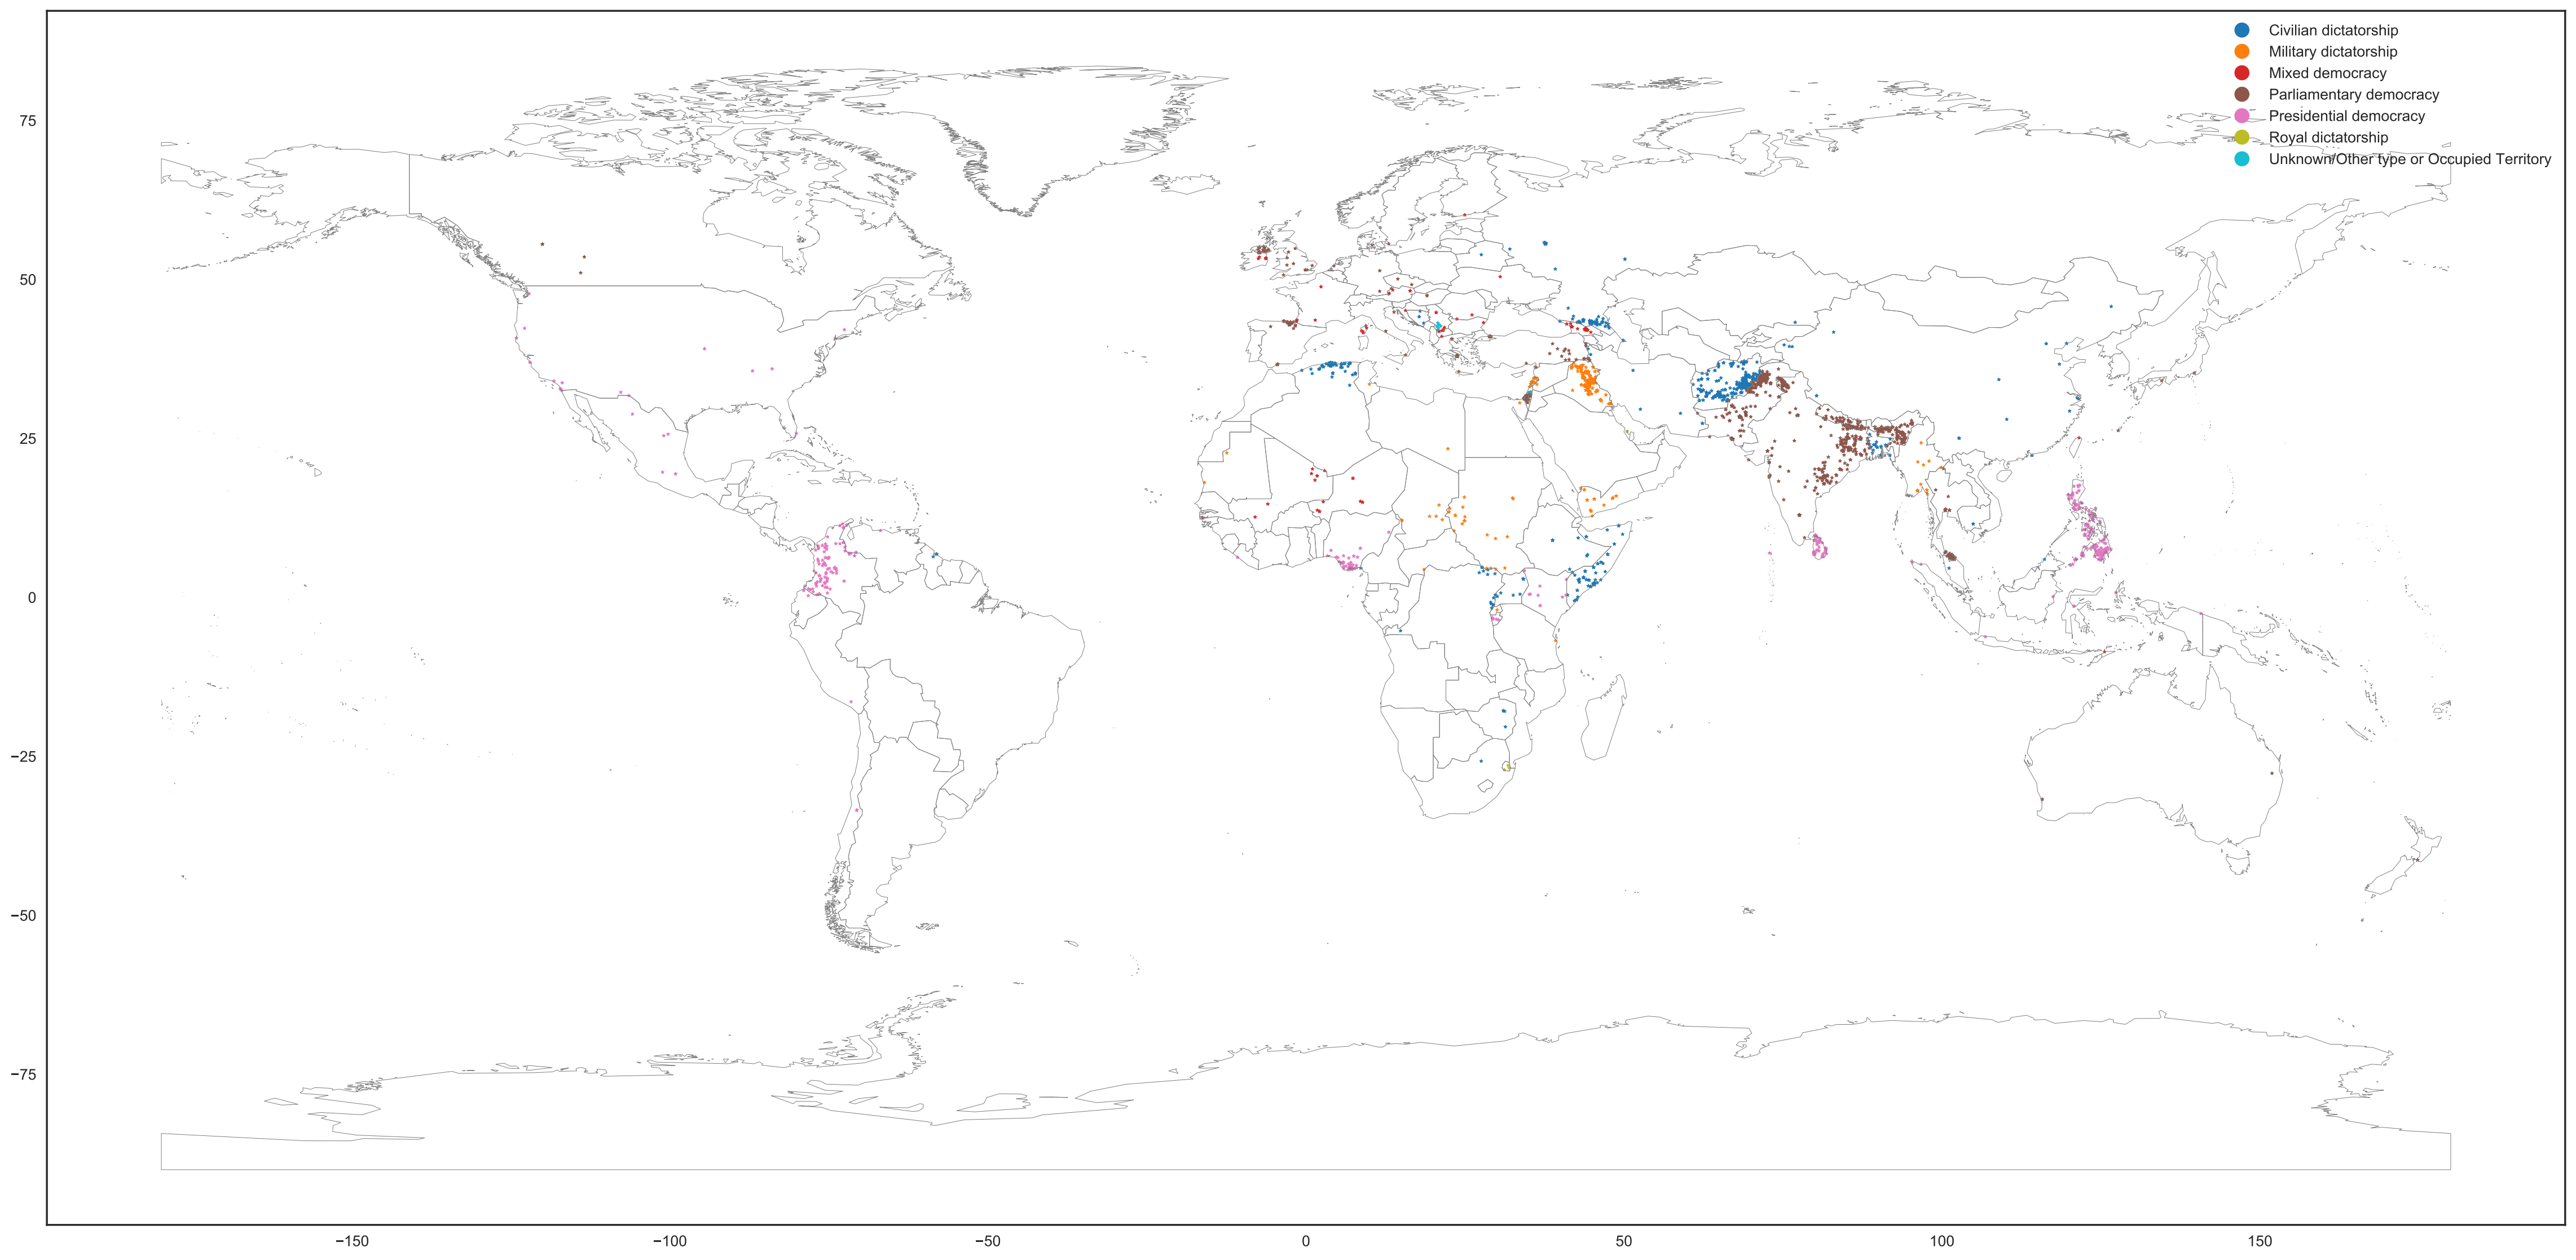 Civilian dictatorship
Military dictatorship
Mixed democracy
Parliamentary democracy
Presidential democracy
Royal dictatorship
Unknown/Other type or Occupied Territory
75
50
25
0
−25
−50
−75
−150
−100
−50
0
50
100
150